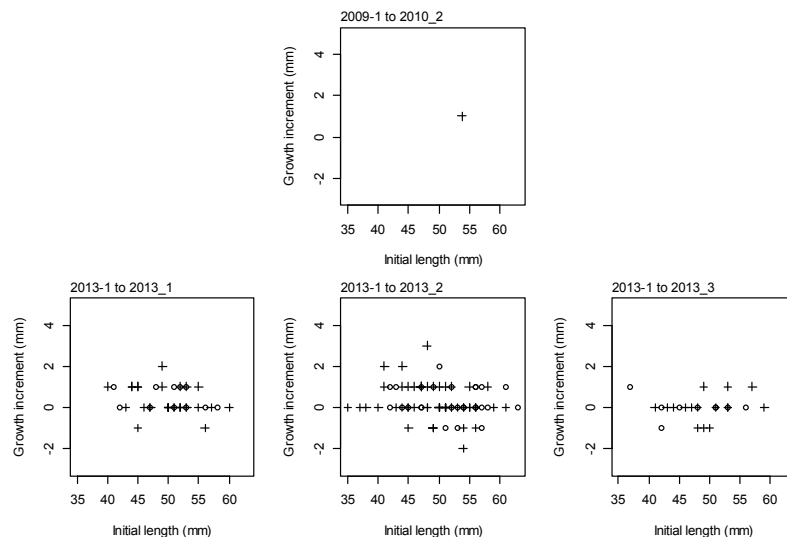 2009-1 to 2010_2
Growth increment (mm)
4
2
0
-2
35 40 45 50 55 60
Initial length (mm)
2013-1 to 2013_1
Growth increment (mm)
4
2
0
-2
35 40 45 50 55 60
Initial length (mm)
2013-1 to 2013_2
Growth increment (mm)
4
2
0
-2
35 40 45 50 55 60
Initial length (mm)
2013-1 to 2013_3
Growth increment (mm)
4
2
0
-2
35 40 45 50 55 60
Initial length (mm)